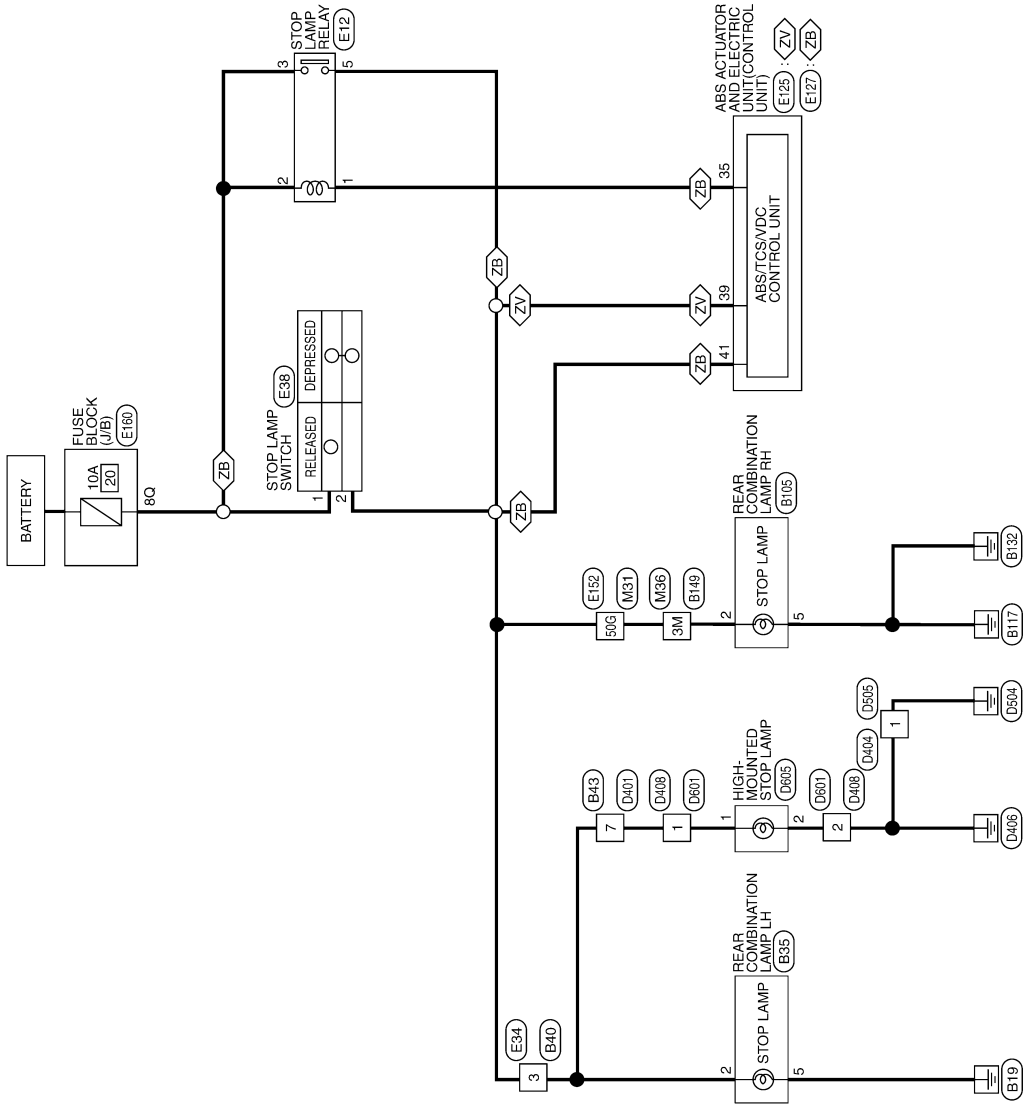 BATTERY
FUSE
BLOCK
(J/B)
E160
10A
20
8Q
ZB
STOP LAMP
SWITCH
E38
RELEASED
DEPRESSED
1
2
STOP
LAMP
RELAY
E12
3
5
2
1
ZB
ZV
ZB
ZB
ZV
ZB
41
39
35
ABS ACTUATOR
AND ELECTRIC
UNIT(CONTROL
UNIT)
E125 : ZV
E127 : ZB
ABS/TCS/VDC
CONTROL UNIT
50G
E152
M31
3M
M36
B149
REAR
COMBINATION
LAMP RH
B105
2
STOP LAMP
5
B117
B132
7
B43
D401
1
D408
D601
HIGH-
MOUNTED
STOP LAMP
D605
1
2
2
D601
D408
D404
1
D505
D406
D504
3
E34
B40
REAR
COMBINATION
LAMP LH
B35
2
STOP LAMP
5
B19